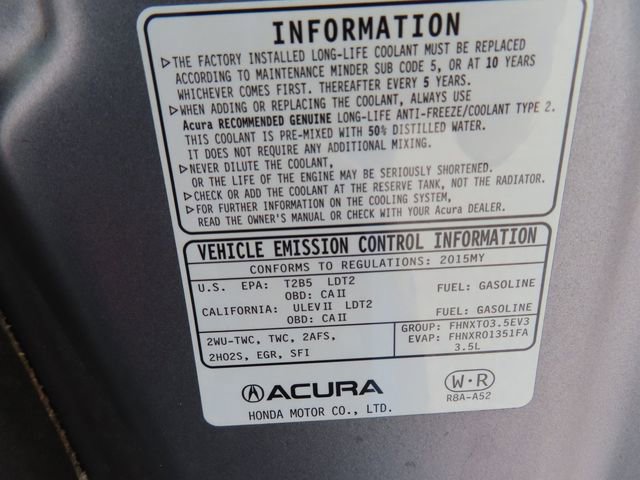 INFORMATION
▷THE FACTORY INSTALLED LONG-LIFE COOLANT MUST BE REPLACED
ACCORDING TO MAINTENANCE MINDER SUB CODE 5, OR AT 10 YEARS
WHICHEVER COMES FIRST. THEREAFTER EVERY 5 YEARS.
▷WHEN ADDING OR REPLACING THE COOLANT, ALWAYS USE
Acura RECOMMENDED GENUINE LONG-LIFE ANTI-FREEZE/COOLANT TYPE 2.
THIS COOLANT IS PRE-MIXED WITH 50% DISTILLED WATER.
IT DOES NOT REQUIRE ANY ADDITIONAL MIXING.
▷NEVER DILUTE THE COOLANT,
OR THE LIFE OF THE ENGINE MAY BE SERIOUSLY SHORTENED.
▷CHECK OR ADD THE COOLANT AT THE RESERVE TANK, NOT THE RADIATOR.
▷FOR FURTHER INFORMATION ON THE COOLING SYSTEM,
READ THE OWNER'S MANUAL OR CHECK WITH YOUR Acura DEALER.
VEHICLE EMISSION CONTROL INFORMATION
CONFORMS TO REGULATIONS: 2015MY
U.S. EPA: T2B5 LDT2 FUEL: GASOLINE
OBD: CAII
CALIFORNIA: ULEVII LDT2 FUEL: GASOLINE
OBD: CAII
2WU-TWC, TWC, 2AFS,
2HO2S, EGR, SFI
GROUP: FHNXT03.5EV3
EVAP: FHNXR01351FA
3.5L
ACURA
HONDA MOTOR CO., LTD.
W·R
R8A-A52